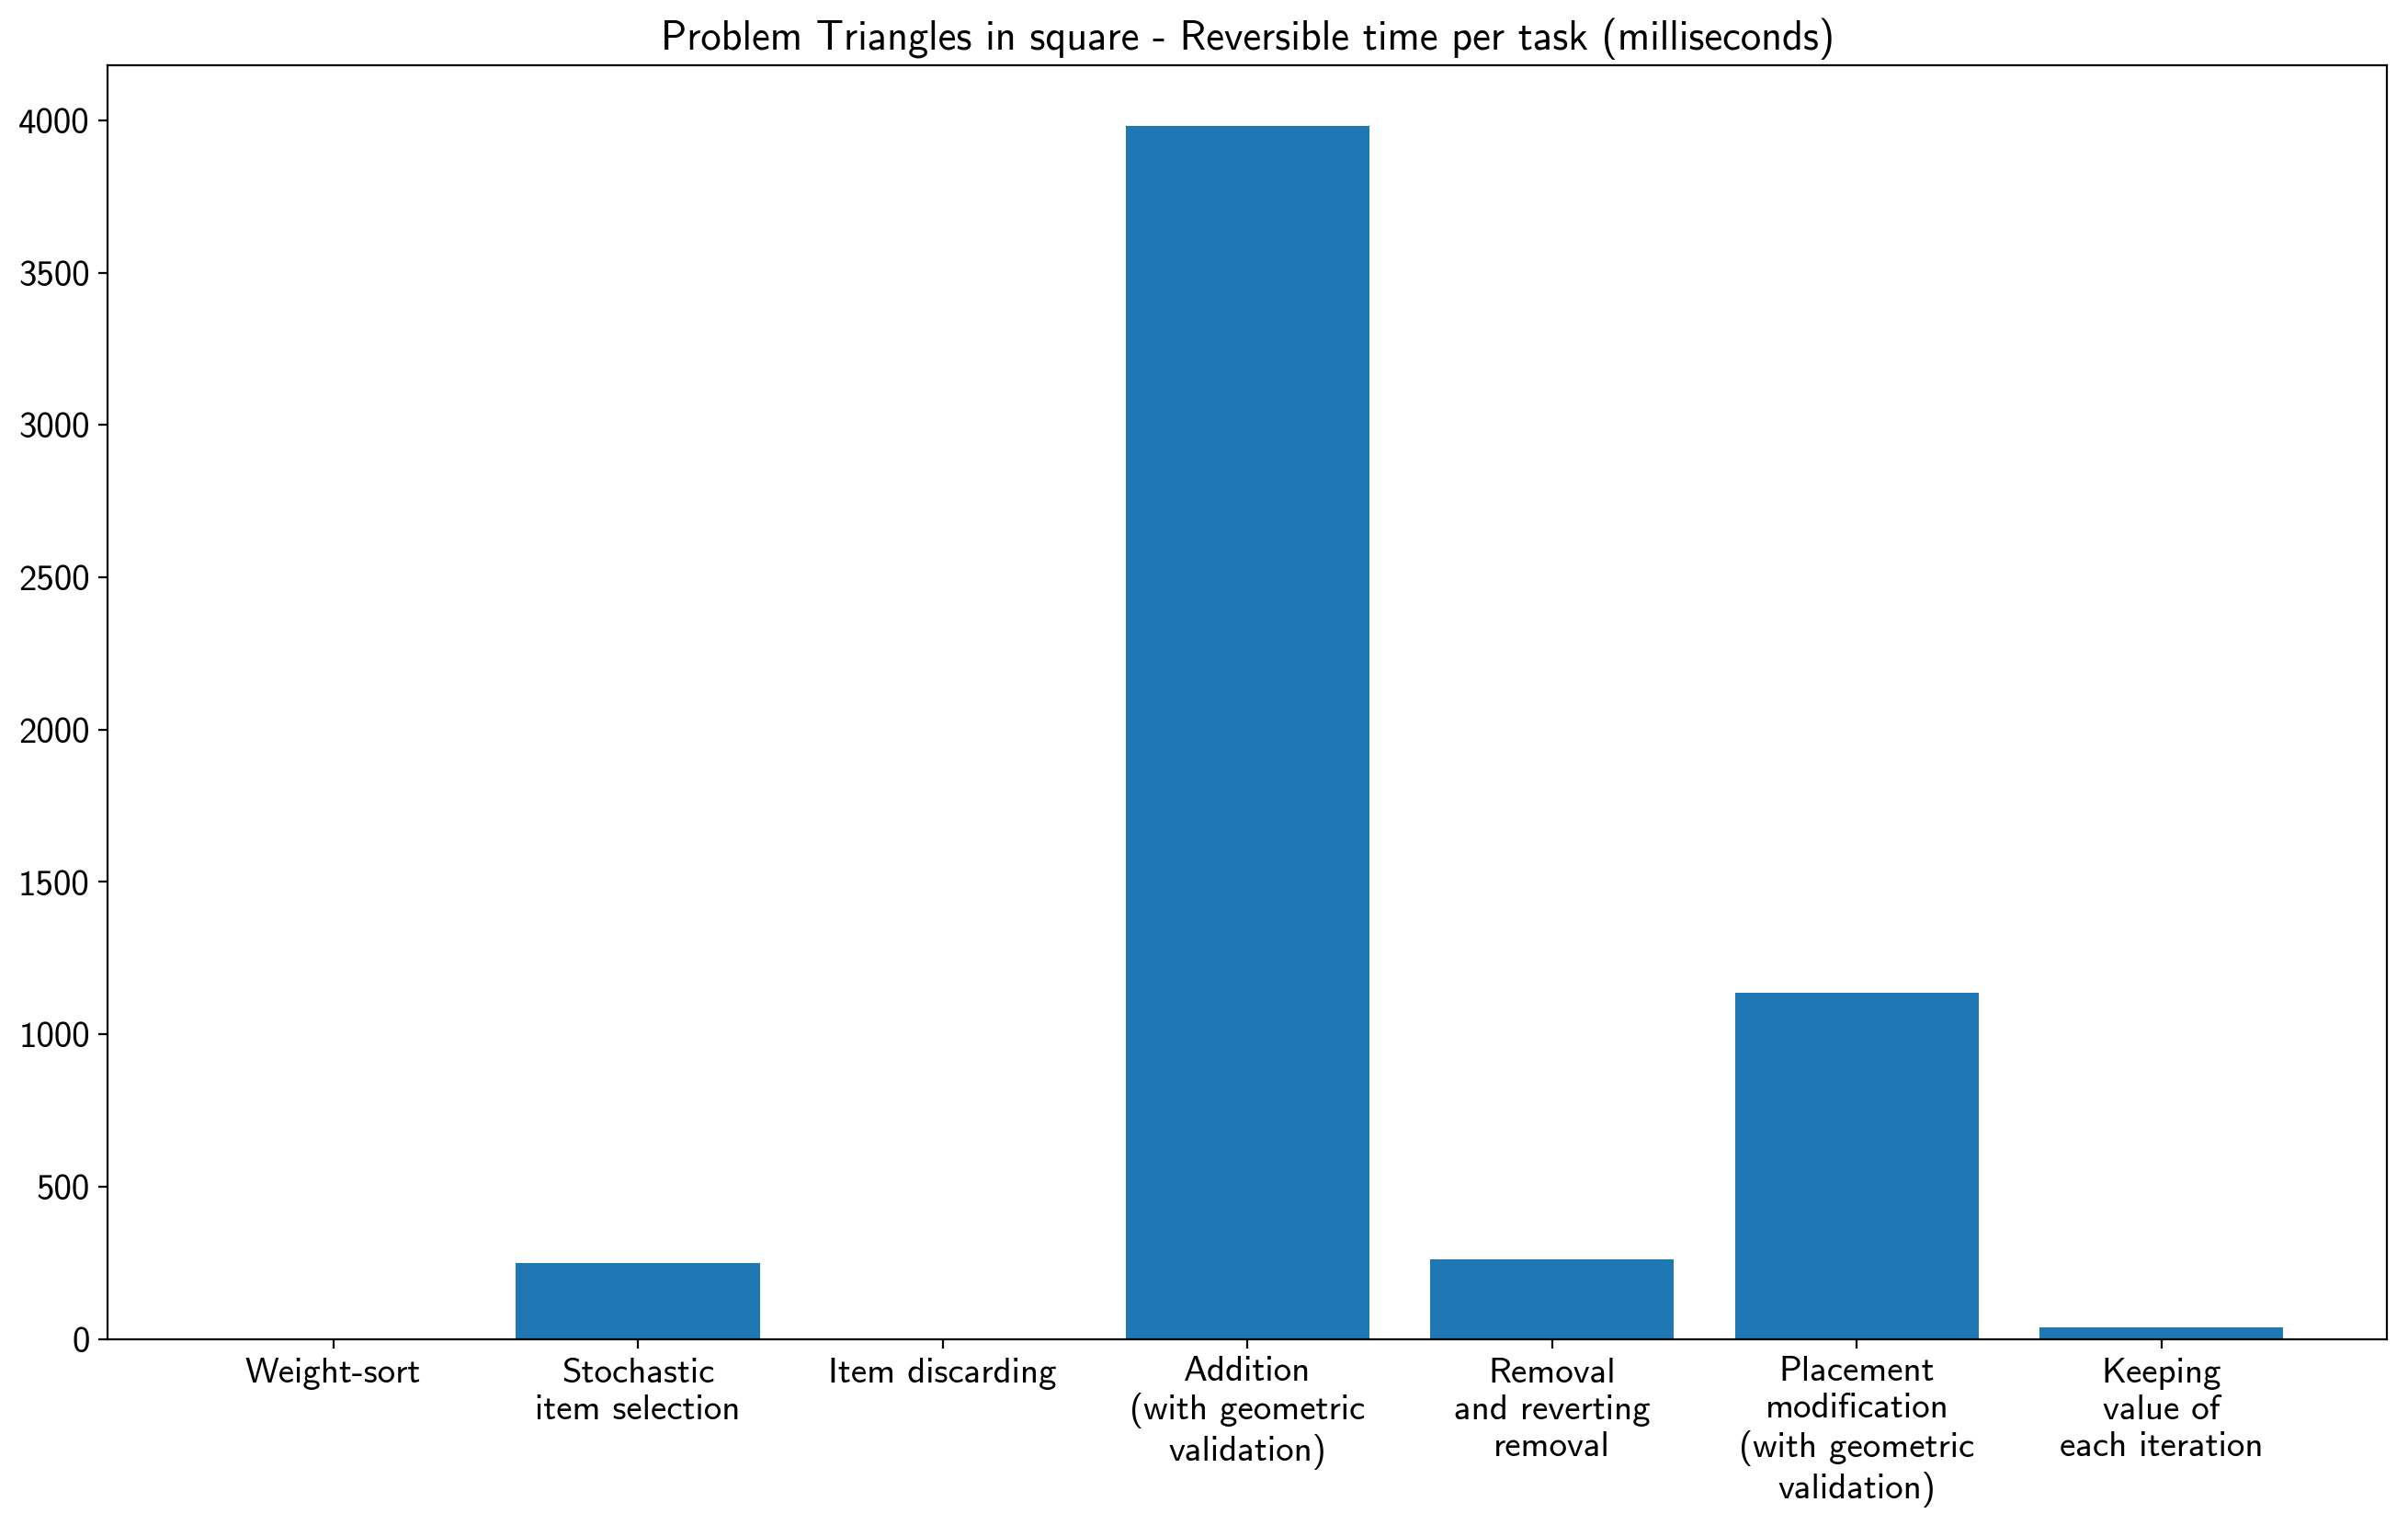 Problem Triangles in square - Reversible time per task (milliseconds)
4000
3500
3000
2500
2000
1500
1000
500
0
Weight-sort
Stochastic
item selection
Item discarding
Addition
(with geometric
validation)
Removal
and reverting
removal
Placement
modification
(with geometric
validation)
Keeping
value of
each iteration